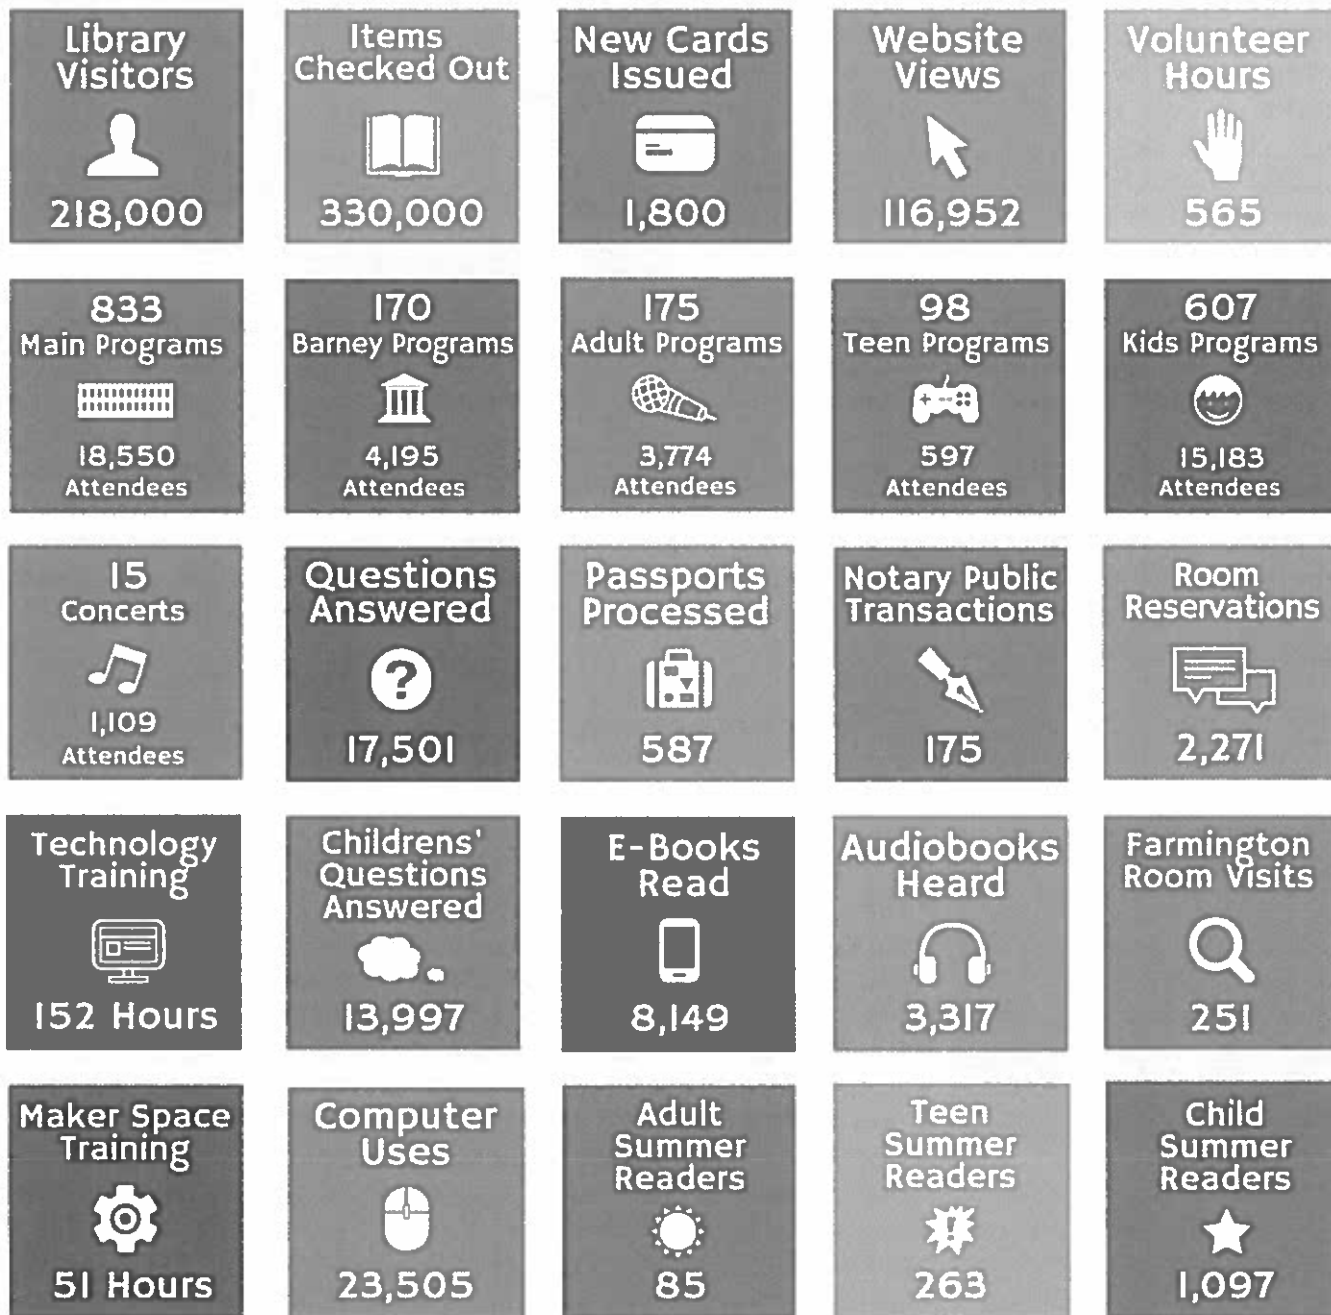 Library
Visitors
218,000
Items
Checked Out
330,000
New Cards
Issued
1,800
Website
Views
116,952
Volunteer
Hours
565
833
Main Programs
18,550
Attendees
170
Barney Programs
4,195
Attendees
175
Adult Programs
3,774
Attendees
98
Teen Programs
597
Attendees
607
Kids Programs
15,183
Attendees
15
Concerts
1,109
Attendees
Questions
Answered
?
17,501
Passports
Processed
587
Notary Public
Transactions
175
Room
Reservations
2,271
Technology
Training
152 Hours
Childrens'
Questions
Answered
13,997
E-Books
Read
8,149
Audiobooks
Heard
3,317
Farmington
Room Visits
251
Maker Space
Training
51 Hours
Computer
Uses
23,505
Adult
Summer
Readers
85
Teen
Summer
Readers
!
263
Child
Summer
Readers
1,097